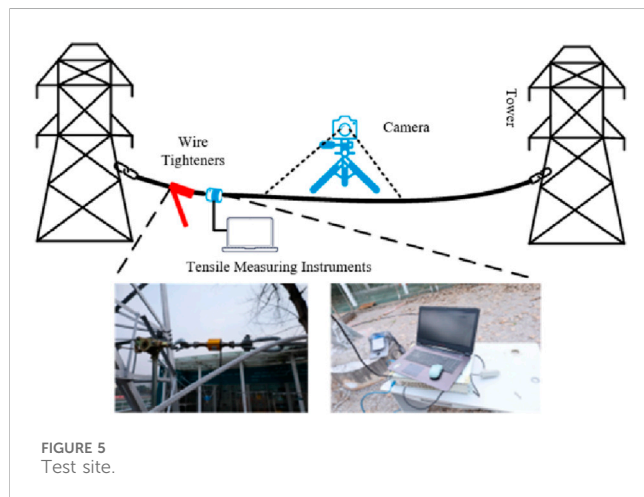 Wire
Tighteners
Camera
Tower
Tensile Measuring Instruments
FIGURE 5
Test site.